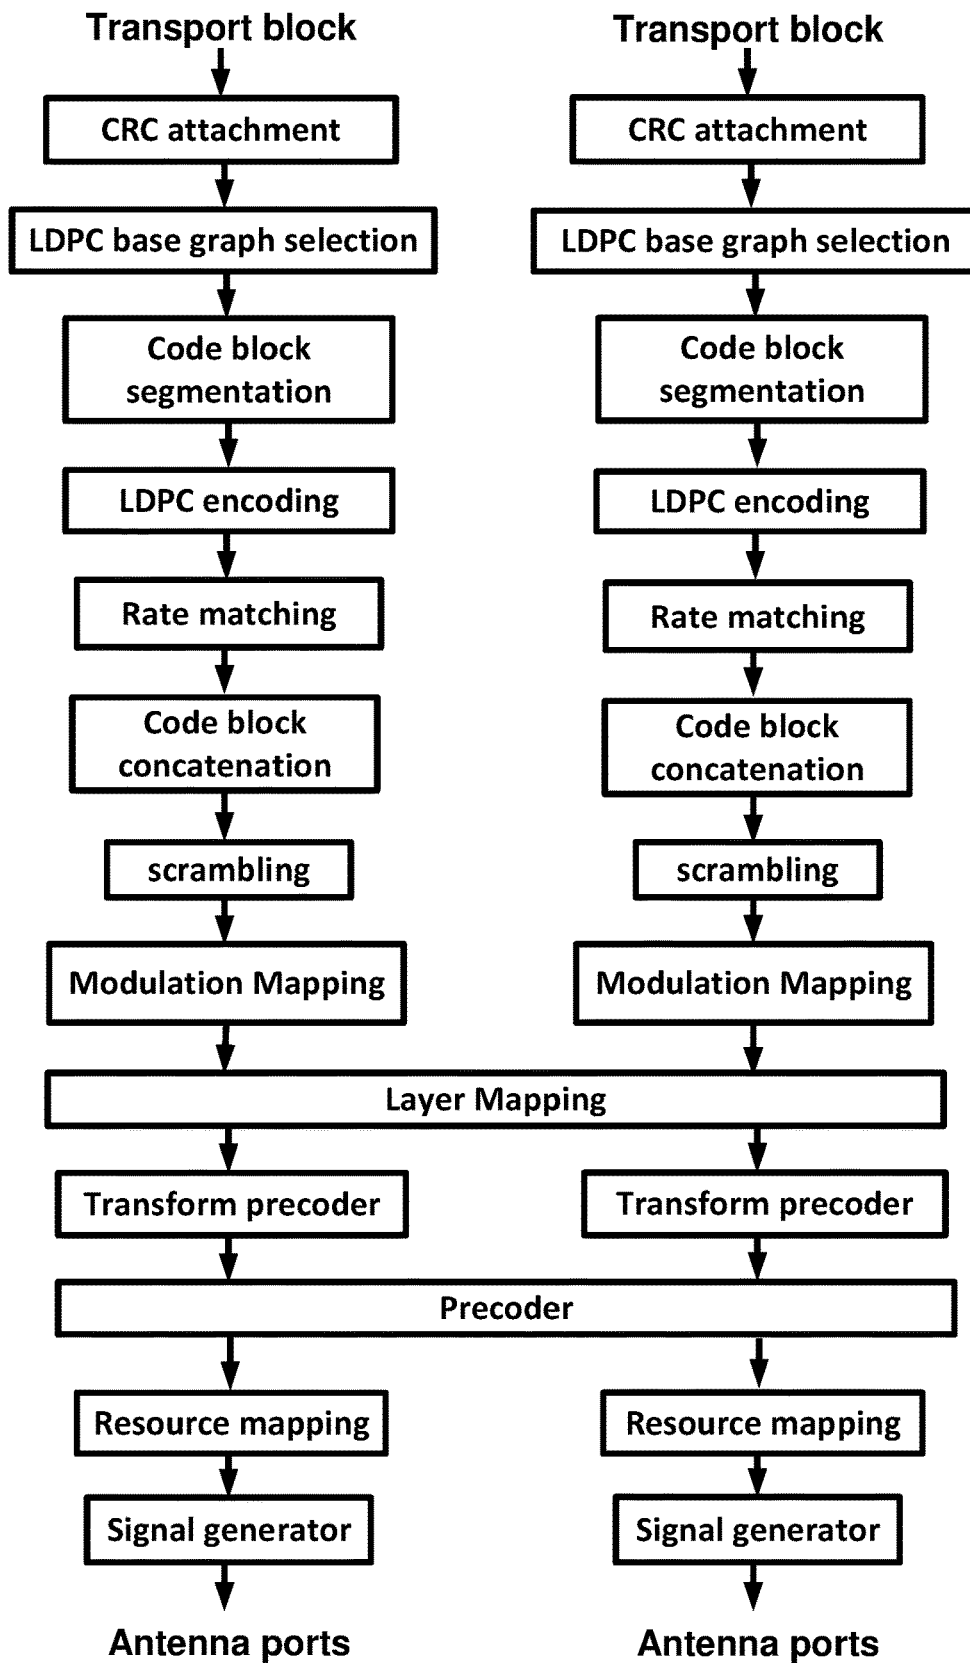 Transport block
CRC attachment
LDPC base graph selection
Code block
segmentation
LDPC encoding
Rate matching
Code block
concatenation
scrambling
Modulation Mapping
Transport block
CRC attachment
LDPC base graph selection
Code block
segmentation
LDPC encoding
Rate matching
Code block
concatenation
scrambling
Modulation Mapping
Layer Mapping
Transform precoder
Transform precoder
Precoder
Resource mapping
Signal generator
Antenna ports
Resource mapping
Signal generator
Antenna ports